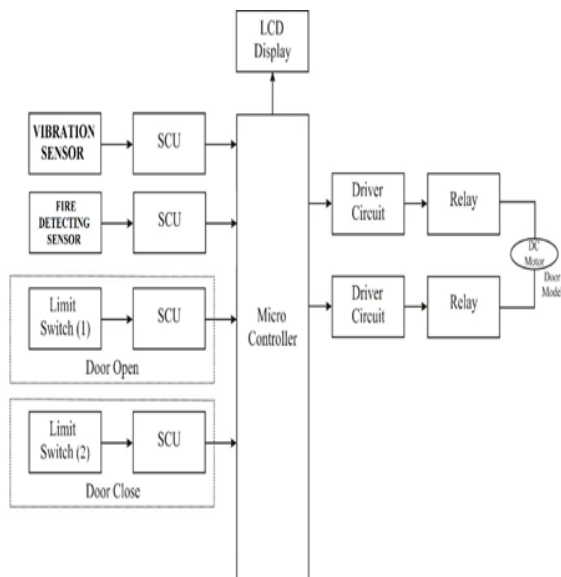 LCD
Display
VIBRATION
SENSOR
SCU
FIRE
DETECTING
SENSOR
SCU
Limit
Switch (1)
SCU
Door Open
Limit
Switch (2)
SCU
Door Close
Micro
Controller
Driver
Circuit
Relay
Driver
Circuit
Relay
DC
Motor
Door
Model